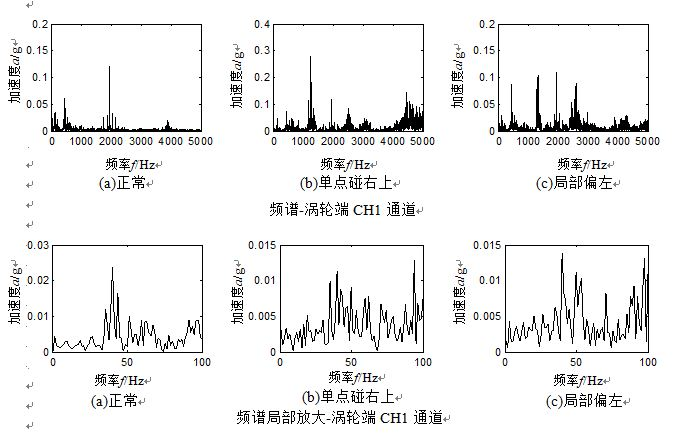 0.2 0.4 0.2
0.15 0.3 0.15
0.1 0.2 0.1
0.05 0.1 0.05
0 0 0
加速度a/g 加速度a/g 加速度a/g
0 1000 2000 3000 4000 5000 0 1000 2000 3000 4000 5000 0 1000 2000 3000 4000 5000
频率f/Hz 频率f/Hz 频率f/Hz
(a)正常 (b)单点碰右上 (c)局部偏左
频谱-涡轮端 CH1 通道
0.03 0.015 0.015
0.02 0.01 0.01
0.01 0.005 0.005
0 0 0
加速度a/g 加速度a/g 加速度a/g
0 50 100 0 50 100 0 50 100
频率f/Hz 频率f/Hz 频率f/Hz
(a)正常 (b)单点碰右上 (c)局部偏左
频谱局部放大-涡轮端 CH1 通道